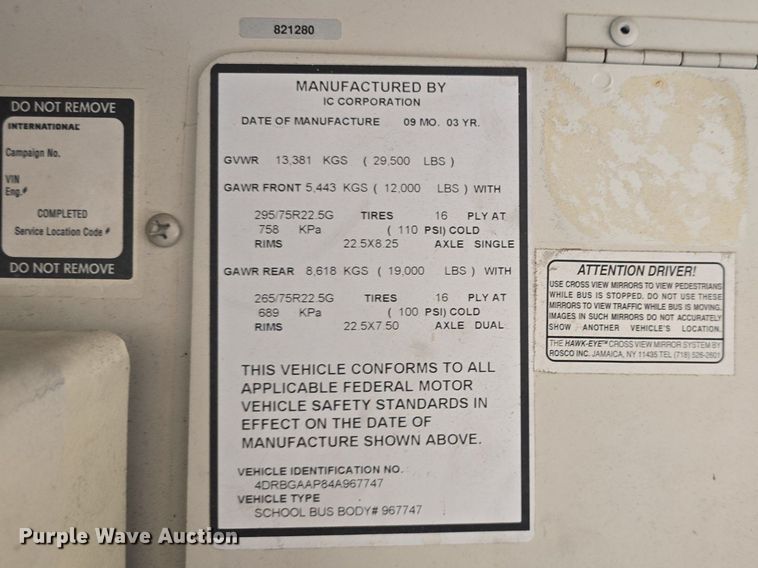 821280
DO NOT REMOVE
INTERNATIONAL
Campaign No.
VIN
Eng.#
COMPLETED
Service Location Code #
DO NOT REMOVE
MANUFACTURED BY
IC CORPORATION
DATE OF MANUFACTURE 09 MO. 03 YR.
GVWR 13,381 KGS ( 29,500 LBS )
GAWR FRONT 5,443 KGS ( 12,000 LBS ) WITH
295/75R22.5G TIRES 16 PLY AT
758 KPa ( 110 PSI) COLD
RIMS 22.5X8.25 AXLE SINGLE
GAWR REAR 8,618 KGS ( 19,000 LBS ) WITH
265/75R22.5G TIRES 16 PLY AT
689 KPa ( 100 PSI) COLD
RIMS 22.5X7.50 AXLE DUAL
THIS VEHICLE CONFORMS TO ALL
APPLICABLE FEDERAL MOTOR
VEHICLE SAFETY STANDARDS IN
EFFECT ON THE DATE OF
MANUFACTURE SHOWN ABOVE.
VEHICLE IDENTIFICATION NO.
4DRBGAAP84A967747
VEHICLE TYPE
SCHOOL BUS BODY# 967747
ATTENTION DRIVER!
USE CROSS VIEW MIRRORS TO VIEW PEDESTRIANS
WHILE BUS IS STOPPED. DO NOT USE THESE
MIRRORS TO VIEW TRAFFIC WHILE BUS IS MOVING.
IMAGES IN SUCH MIRRORS DO NOT ACCURATELY
SHOW ANOTHER VEHICLE'S LOCATION.
THE HAWK-EYE™ CROSS VIEW MIRROR SYSTEM BY
ROSCO INC. JAMAICA, NY 11435 TEL (718) 526-2601
Purple Wave Auction